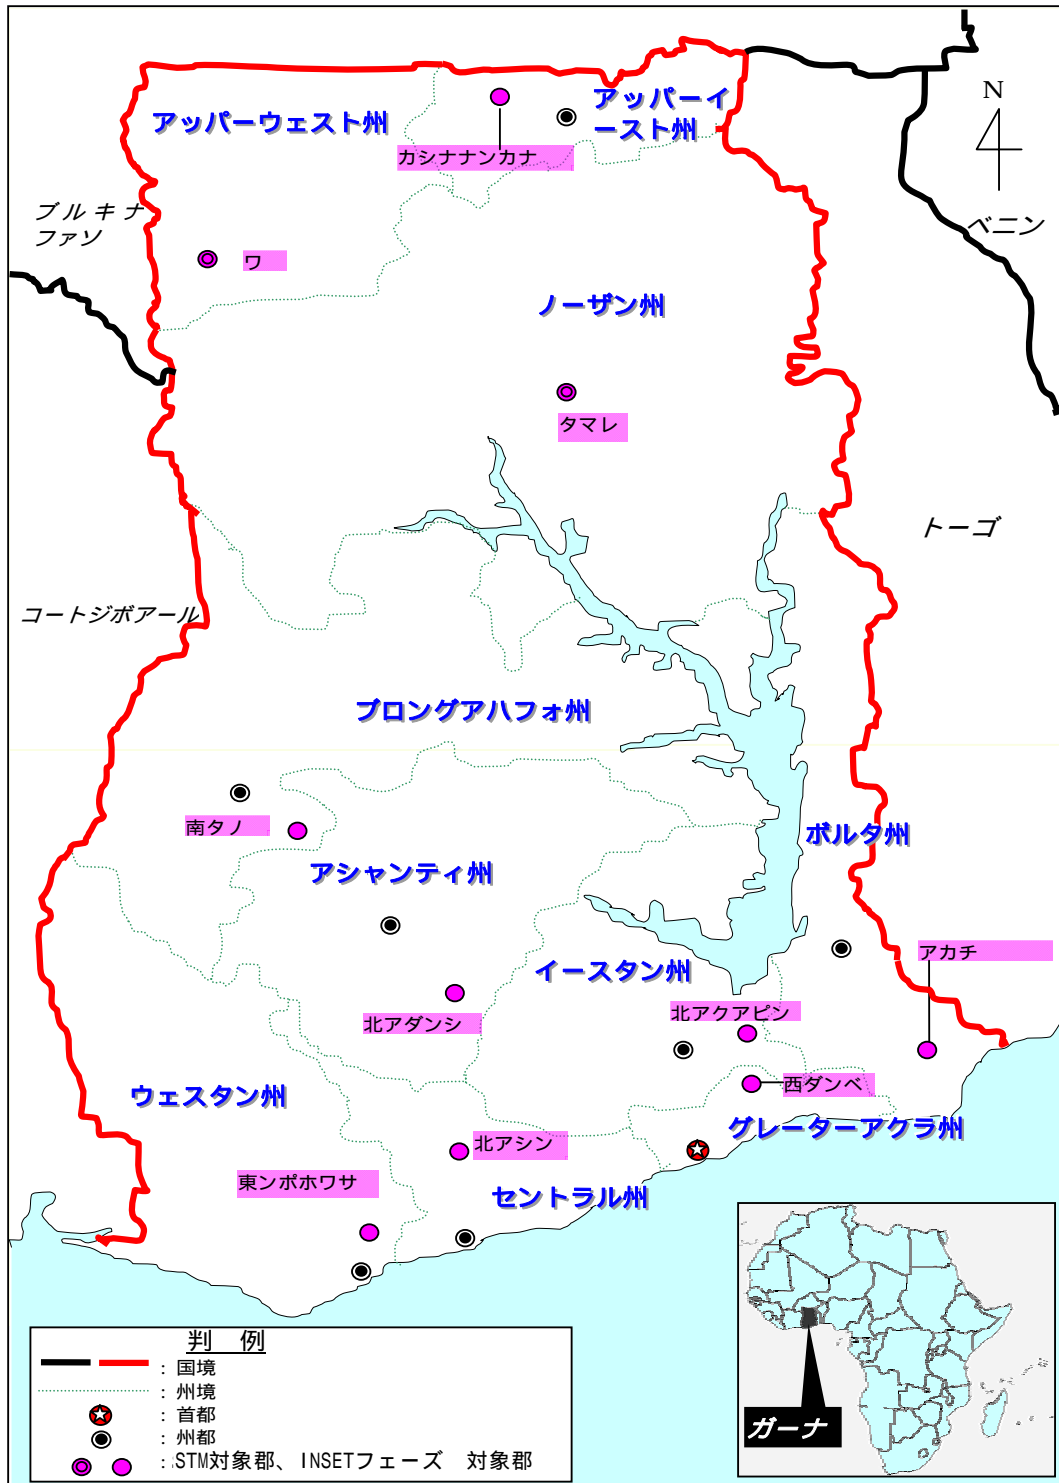 N
アッパーウェスト州
アッパーイ
ースト州
カシナナンカナ
ブルキナ
ファソ
ベニン
ワ
ノーザン州
タマレ
トーゴ
コートジボアール
ブロングアハフォ州
南タノ
ボルタ州
アシャンティ州
アカチ
イースタン州
北アクアピン
北アダンシ
西ダンベ
ウェスタン州
グレーターアクラ州
北アシン
東ンポホワサ
セントラル州
判 例
: 国境
: 州境
: 首都
: 州都
:STM対象郡、INSETフェーズ 対象郡
ガーナ